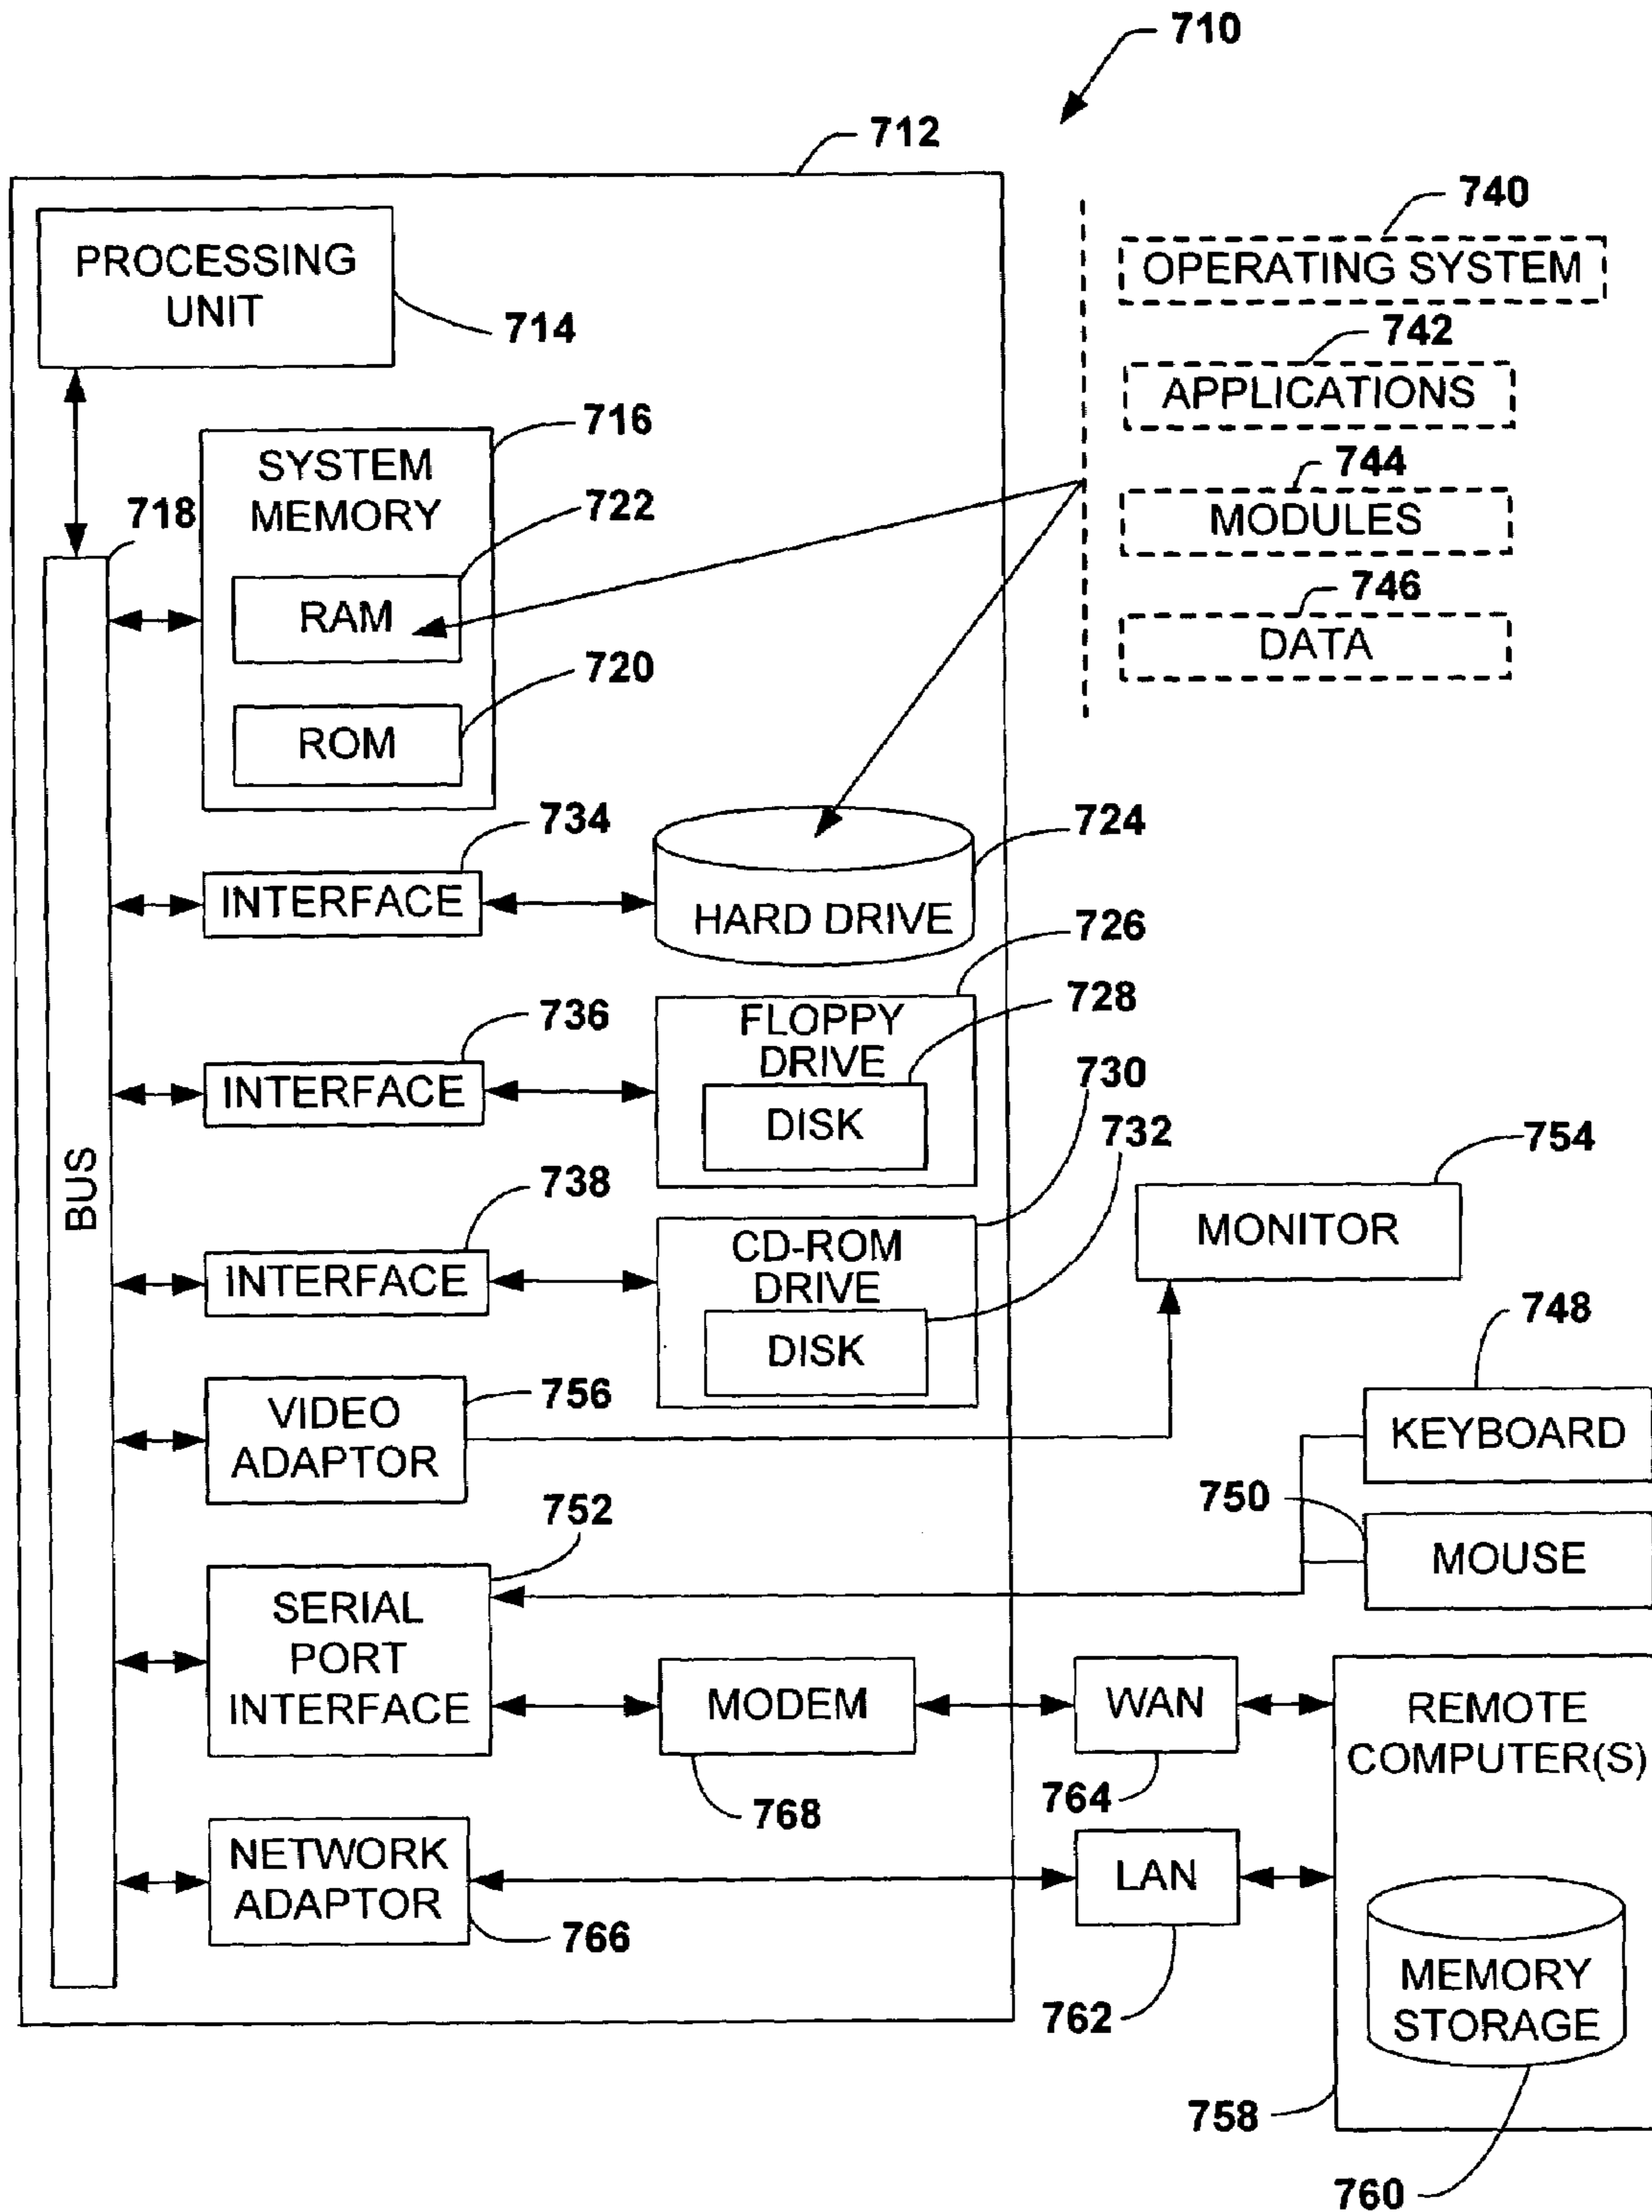 710
712
PROCESSING
UNIT
714
740
OPERATING SYSTEM
742
APPLICATIONS
744
MODULES
746
DATA
716
SYSTEM
MEMORY
718
722
RAM
720
ROM
734
INTERFACE
724
HARD DRIVE
726
736
INTERFACE
FLOPPY
DRIVE
728
DISK
730
732
BUS
738
INTERFACE
CD-ROM
DRIVE
DISK
754
MONITOR
748
KEYBOARD
750
MOUSE
756
VIDEO
ADAPTOR
752
SERIAL
PORT
INTERFACE
MODEM
768
WAN
764
REMOTE
COMPUTER(S)
NETWORK
ADAPTOR
766
LAN
762
MEMORY
STORAGE
758
760